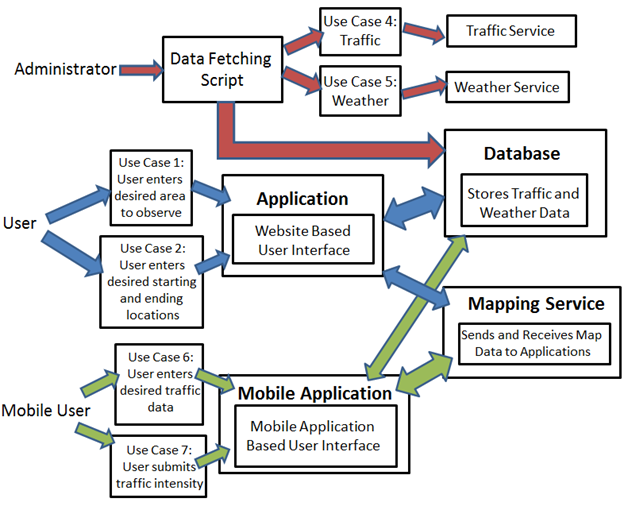 Administrator
Data Fetching
Script
Use Case 4:
Traffic
Traffic Service
Use Case 5:
Weather
Weather Service
Database
Stores Traffic and
Weather Data
User
Use Case 1:
User enters
desired area
to observe
Use Case 2:
User enters
desired starting
and ending
locations
Application
Website Based
User Interface
Mapping Service
Sends and Receives Map
Data to Applications
Mobile User
Use Case 6:
User enters
desired traffic
data
Use Case 7:
User submits
traffic intensity
Mobile Application
Mobile Application
Based User Interface